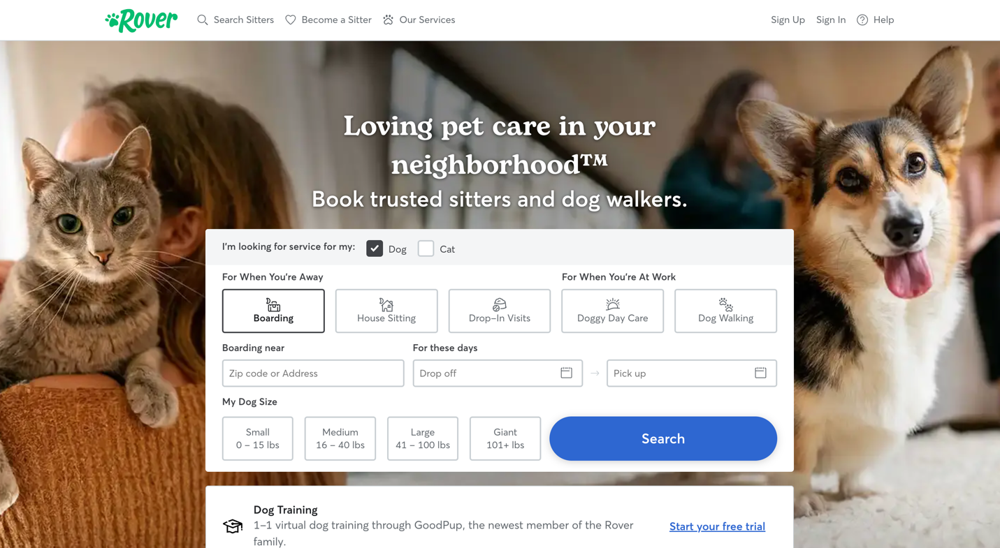 Rover
Search Sitters
Become a Sitter
Our Services
Sign Up
Sign In
Help
Loving pet care in your
neighborhood™
Book trusted sitters and dog walkers.
I'm looking for service for my:
Dog
Cat
For When You're Away
For When You're At Work
Boarding
House Sitting
Drop-In Visits
Doggy Day Care
Dog Walking
Boarding near
For these days
Zip code or Address
Drop off
→
Pick up
My Dog Size
Small
0 – 15 lbs
Medium
16 – 40 lbs
Large
41 – 100 lbs
Giant
101+ lbs
Search
Dog Training
1–1 virtual dog training through GoodPup, the newest member of the Rover
family.
Start your free trial